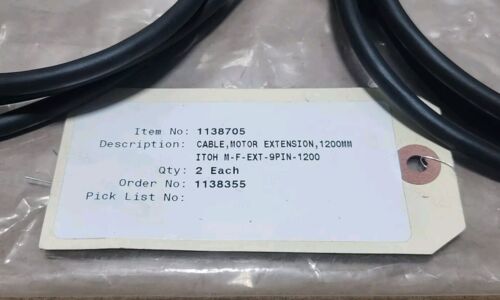 Item No: 1138705
Description: CABLE,MOTOR EXTENSION,1200MM
ITOH M-F-EXT-9PIN-1200
Qty: 2 Each
Order No: 1138355
Pick List No: